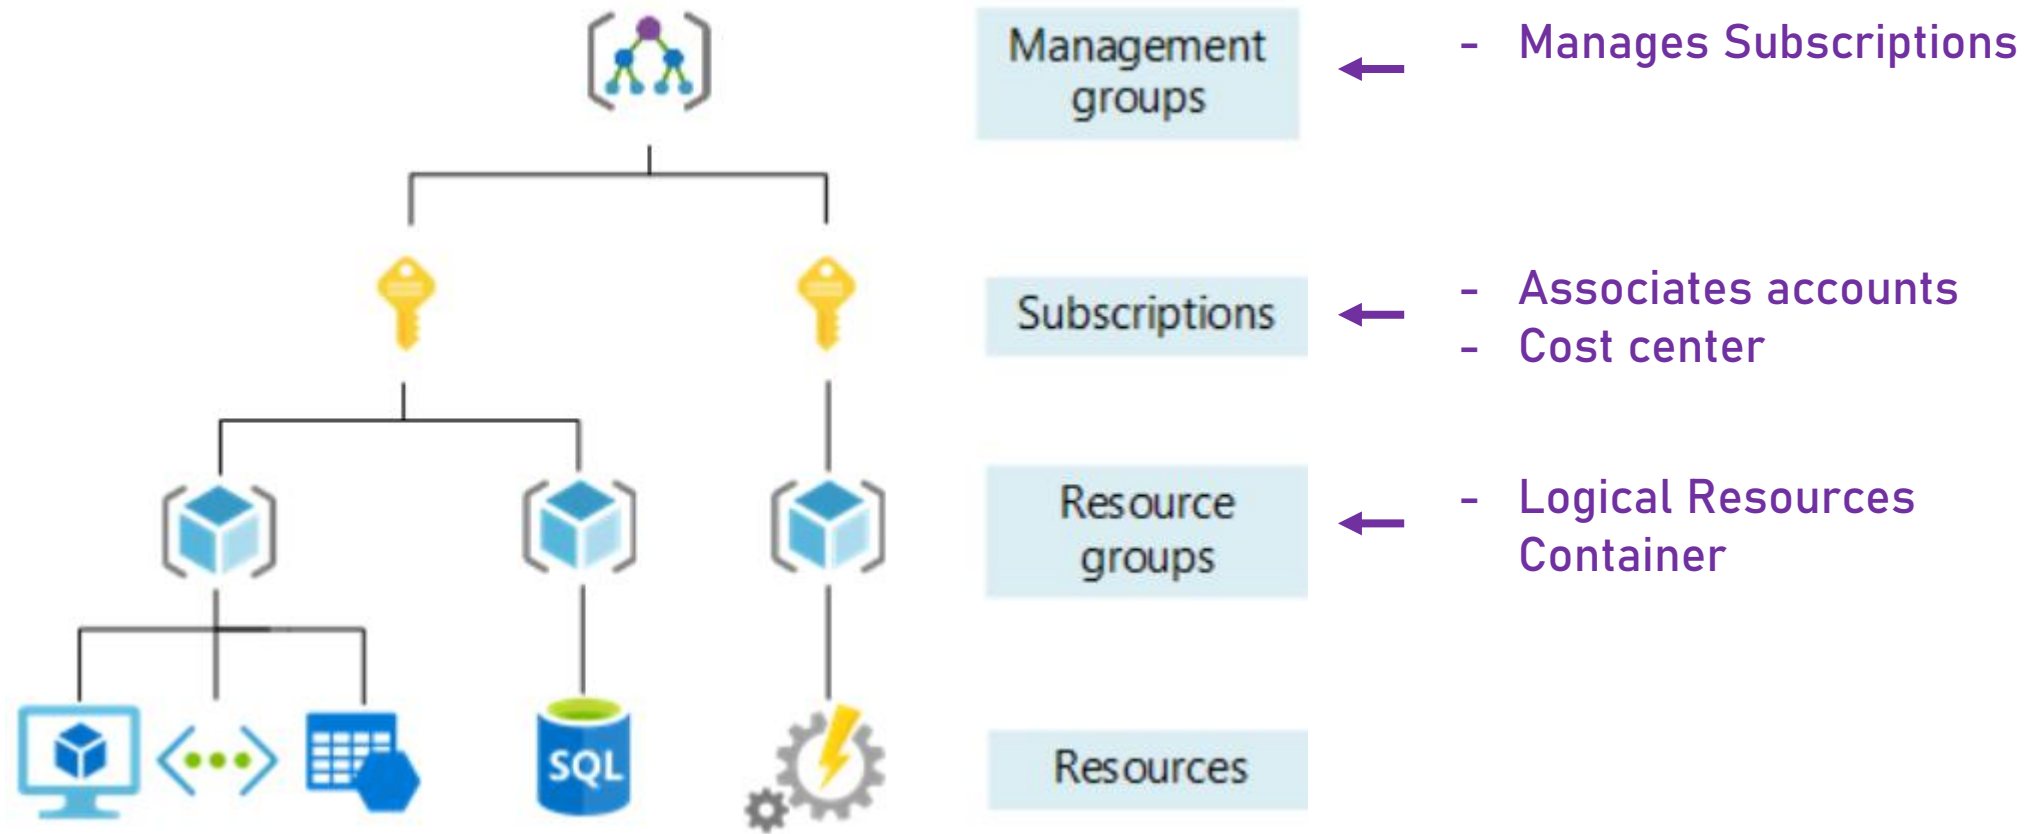 Management
groups
- Manages Subscriptions
Subscriptions
- Associates accounts
- Cost center
Resource
groups
- Logical Resources
Container
SQL
Resources